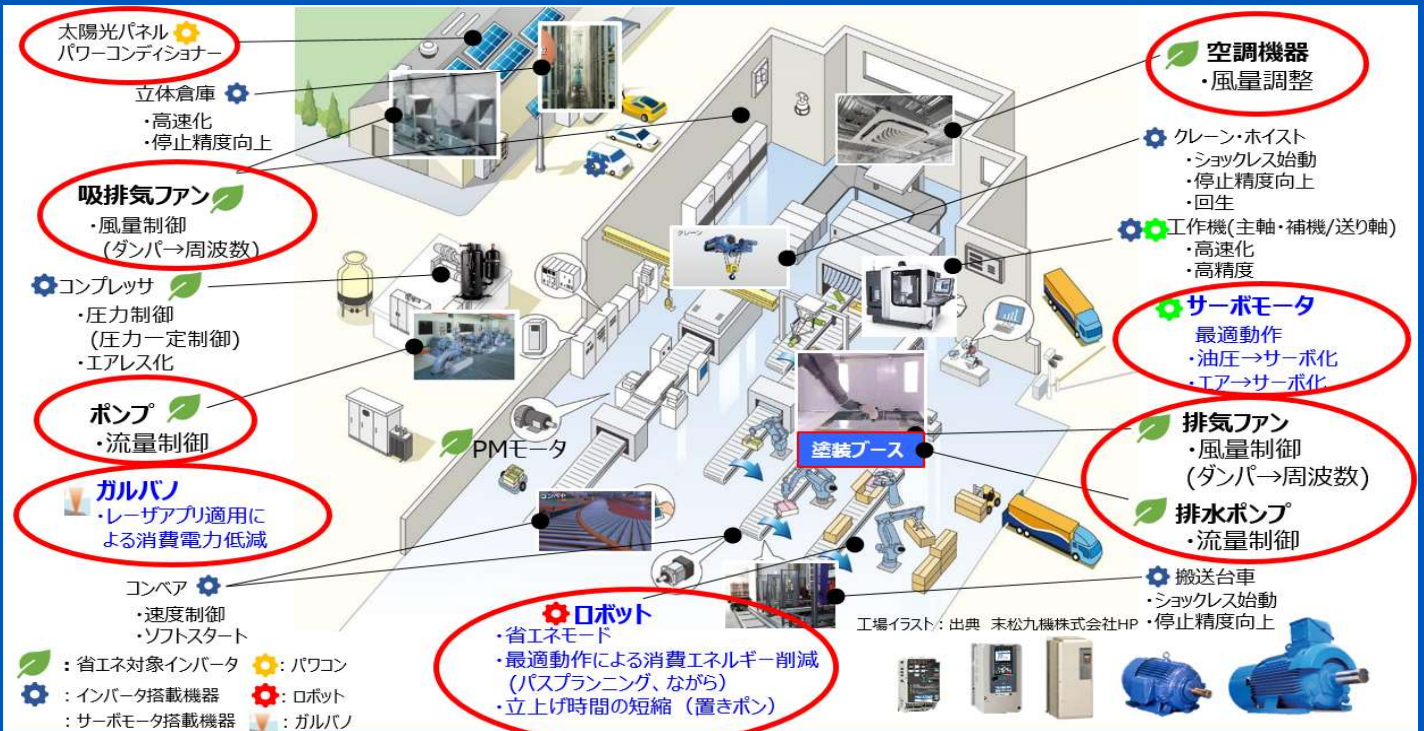 太陽光パネル
パワーコンディショナー
立体倉庫
・高速化
・停止精度向上
吸排気ファン
・風量制御
(ダンパ→周波数)
コンプレッサ
・圧力制御
(圧力一定制御)
・エアレス化
ポンプ
・流量制御
ガルバノ
・レーザアプリ適用に
よる消費電力低減
コンベア
・速度制御
・ソフトスタート
PMモータ
クレーン
コンベヤ
塗装ブース
空調機器
・風量調整
クレーン・ホイスト
・ショックレス始動
・停止精度向上
・回生
工作機(主軸・補機/送り軸)
・高速化
・高精度
サーボモータ
最適動作
・油圧→サーボ化
・エア→サーボ化
排気ファン
・風量制御
(ダンパ→周波数)
排水ポンプ
・流量制御
搬送台車
・ショックレス始動
・停止精度向上
ロボット
・省エネモード
・最適動作による消費エネルギー削減
(パスプランニング、ながら)
・立上げ時間の短縮（置きポン）
工場イラスト：出典 末松九機株式会社HP
：省エネ対象インバータ
：パワコン
：インバータ搭載機器
：ロボット
：サーボモータ搭載機器
：ガルバノ